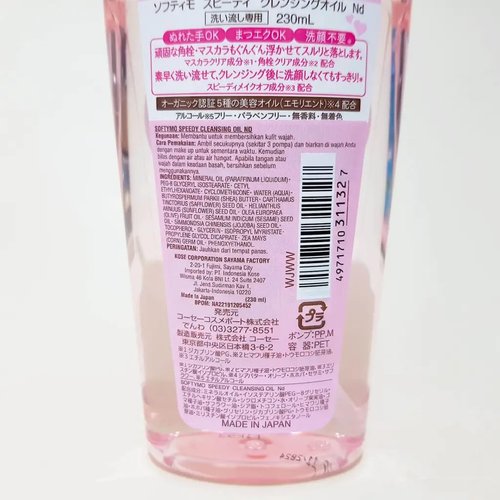 ソフティモ スピーディ クレンジングオイル Nd
洗い流し専用 230mL
ぬれた手OK まつエクOK 洗顔不要※
頑固な角栓・マスカラもぐんぐん浮かせてスルリと落とします。
マスカラクリア成分※1・角栓クリア成分※2配合
素早く洗い流せて、クレンジング後に洗顔しなくてもすっきり!※
スピーディメイクオフ成分※3配合
オーガニック認証5種の美容オイル(エモリエント)※4配合
アルコール※5フリー・パラベンフリー・無香料・無着色
SOFTYMO SPEEDY CLEANSING OIL Nd
Kegunaan: Membantu untuk membersihkan kulit wajah.
Cara Pemakaian: Ambil secukupnya (sekitar 3 pompa) dan biarkan di wajah Anda
dengan make up untuk sementara waktu. Kemudian
bilas dengan air atau air hangat. Apabila tangan atau
wajah dalam keadaan basah, bersihkan sebelum
menggunakannya.
INGREDIENTS: MINERAL OIL (PARAFFINUM LIQUIDUM)・
PEG-8 GLYCERYL ISOSTEARATE・CETYL
ETHYLHEXANOATE・CYCLOMETHICONE・WATER (AQUA)・
BUTYROSPERMUM PARKII (SHEA) BUTTER・CARTHAMUS
TINCTORIUS (SAFFLOWER) SEED OIL・HELIANTHUS
ANNUUS (SUNFLOWER) SEED OIL・OLEA EUROPAEA
(OLIVE) FRUIT OIL・SESAMUM INDICUM (SESAME) SEED
OIL・SIMMONDSIA CHINENSIS (JOJOBA) SEED OIL・
TOCOPHEROL・GLYCERIN・ISOPROPYL MYRISTATE・
PROPYLENE GLYCOL DICAPRATE・ZEA MAYS
(CORN) GERM OIL・PHENOXYETHANOL.
PERINGATAN: Jauhkan dari tempat panas.
KOSE CORPORATION SAYAMA FACTORY
2-20-1 Fujimi, Sayama City
Imported by: PT. Indonesia Kose
Wisma 46 Kota BNI Lt.32 Suite 32-01
Jl. Jend. Sudirman Kav 1
Jakarta-Indonesia 10220
Made in Japan (230 ml)
BPOM: NA22191205452
WJWW
4971710 311327
発売元
コーセーコスメポート株式会社
でんわ(03)3277-8551
製造販売元 株式会社 コーセー
東京都中央区日本橋3-6-2
プラ
ポンプ:PP,M
容器:PET
SOFTYMO SPEEDY CLEANSING OIL Nd
MADE IN JAPAN